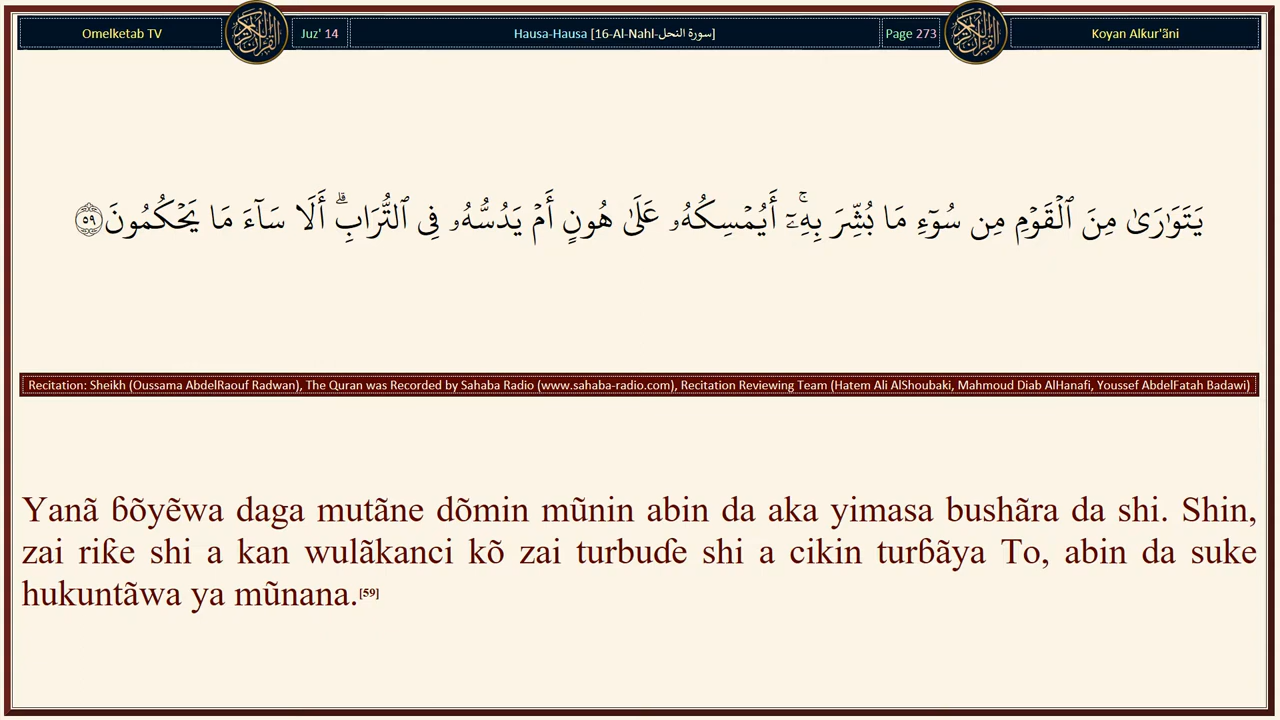 Omelketab TV
Juz' 14
Hausa-Hausa [16-Al-Nahl-سورة النحل]
Page 273
Koyan Alƙur'ãni
يَتَوَٰرَىٰ مِنَ ٱلۡقَوۡمِ مِن سُوٓءِ مَا بُشِّرَ بِهِۦٓۚ أَيُمۡسِكُهُۥ عَلَىٰ هُونٍ أَمۡ يَدُسُّهُۥ فِي ٱلتُّرَابِۗ أَلَا سَآءَ مَا يَحۡكُمُونَ ٥٩
Recitation: Sheikh (Oussama AbdelRaouf Radwan), The Quran was Recorded by Sahaba Radio (www.sahaba-radio.com), Recitation Reviewing Team (Hatem Ali AlShoubaki, Mahmoud Diab AlHanafi, Youssef AbdelFatah Badawi)
Yanã ɓõyẽwa daga mutãne dõmin mũnin abin da aka yimasa bushãra da shi. Shin,
zai riƙe shi a kan wulãkanci kõ zai turbuɗe shi a cikin turɓãya To, abin da suke
hukuntãwa ya mũnana.[59]